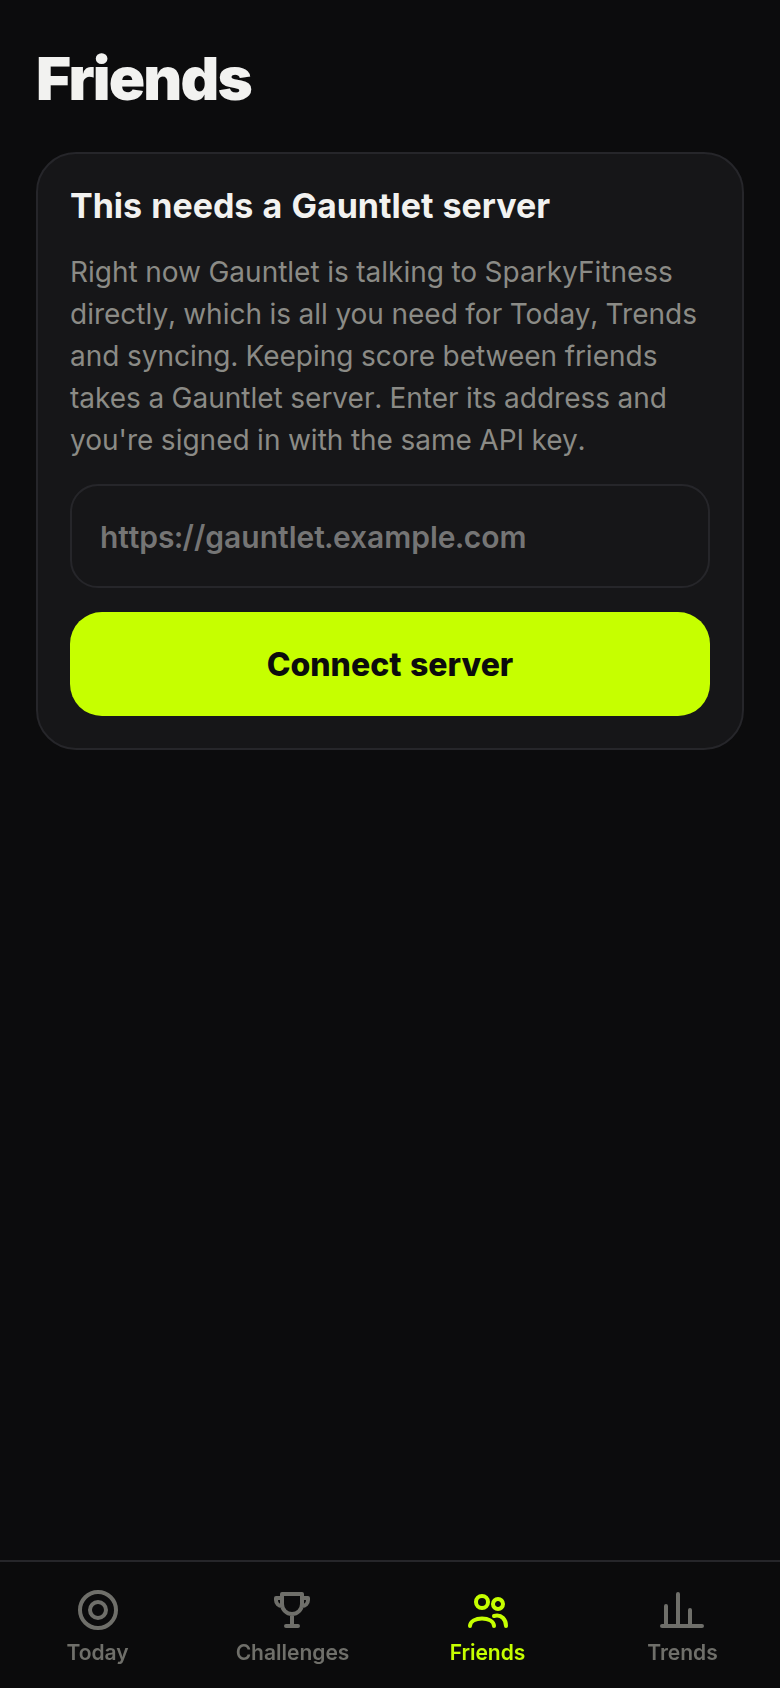 Friends
This needs a Gauntlet server
Right now Gauntlet is talking to SparkyFitness
directly, which is all you need for Today, Trends
and syncing. Keeping score between friends
takes a Gauntlet server. Enter its address and
you're signed in with the same API key.
https://gauntlet.example.com
Connect server
Today
Challenges
Friends
Trends